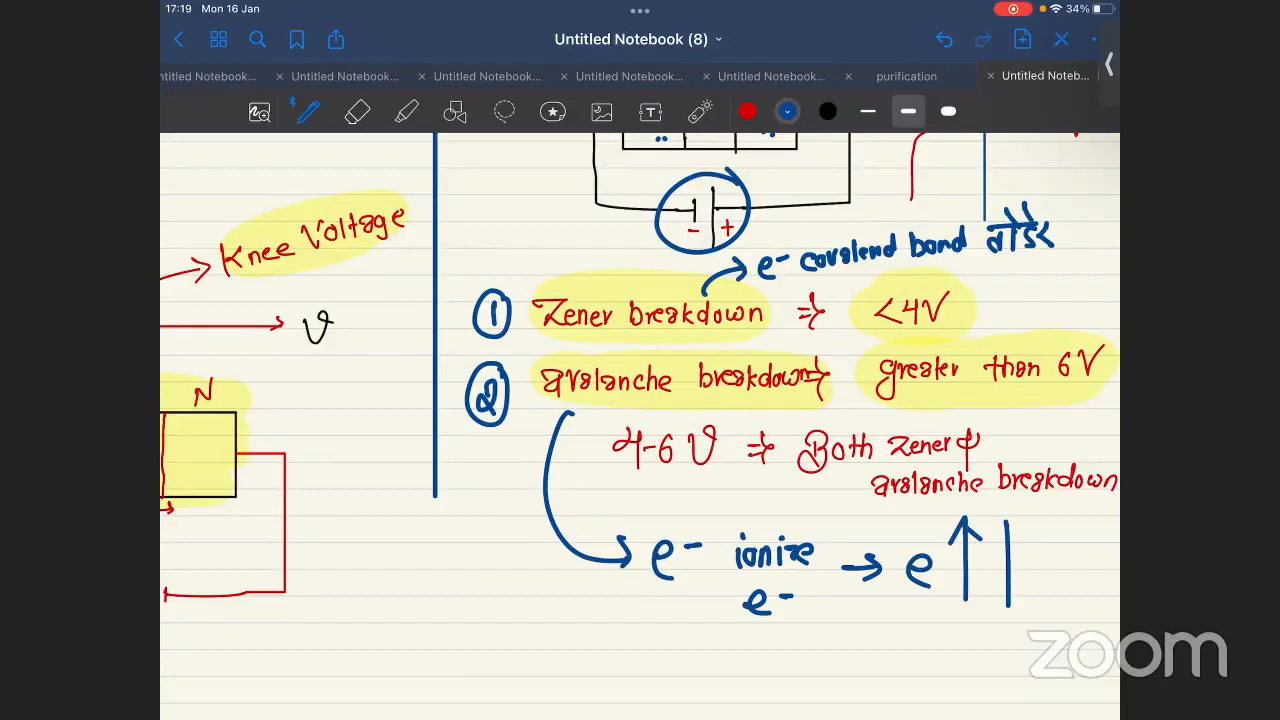 17:19 Mon 16 Jan
34%
Untitled Notebook (8)
ntitled Notebook...
Untitled Notebook...
Untitled Notebook...
Untitled Notebook...
Untitled Notebook...
purification
Untitled Noteb...
Knee Voltage
V
N
- +
→ e- covalend bond
① Zener breakdown ⇒ <4V
② avalanche breakdown ⇒ greater than 6V
4-6 V ⇒ Both zener &
avalanche breakdown
e- ionize → e ↑
e-
zoom